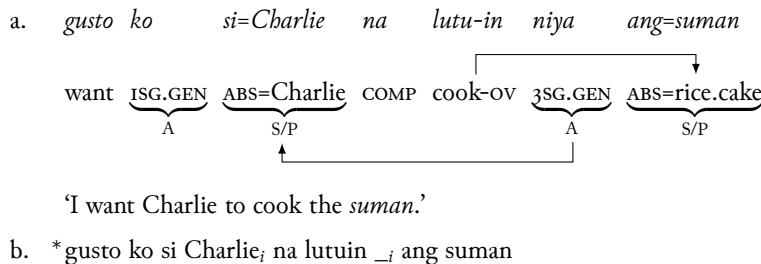 a. gusto ko si=Charlie na lutu-in niya ang=suman
want 1SG.GEN ABS=Charlie COMP cook-OV 3SG.GEN ABS=rice.cake
A S/P A S/P
‘I want Charlie to cook the suman.’
b. *gusto ko si Charlieᵢ na lutuin _ᵢ ang suman